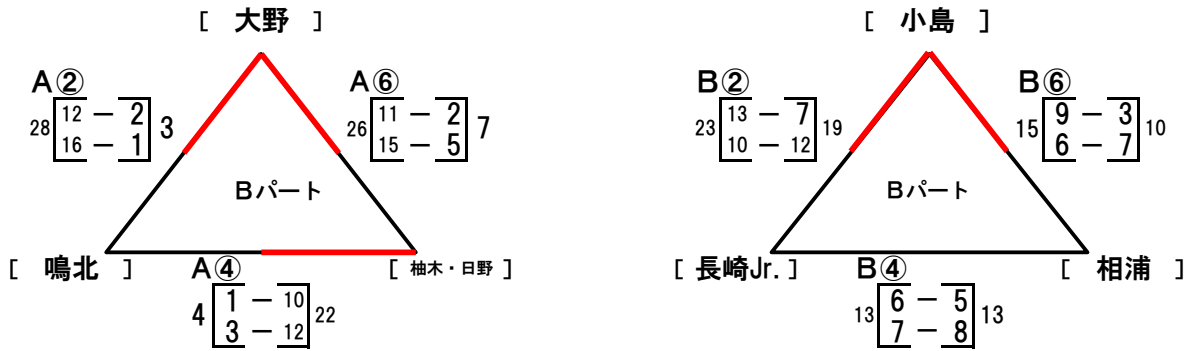 [ 大野 ]
A②
28 12 － 2 3
16 － 1
A⑥
26 11 － 2 7
15 － 5
Bパート
[ 鳴北 ]
A④
[ 柚木・日野 ]
4 1 － 10 22
3 － 12
[ 小島 ]
B②
23 13 － 7 19
10 － 12
B⑥
15 9 － 3 10
6 － 7
Bパート
[ 長崎Jr. ]
B④
[ 相浦 ]
13 6 － 5 13
7 － 8